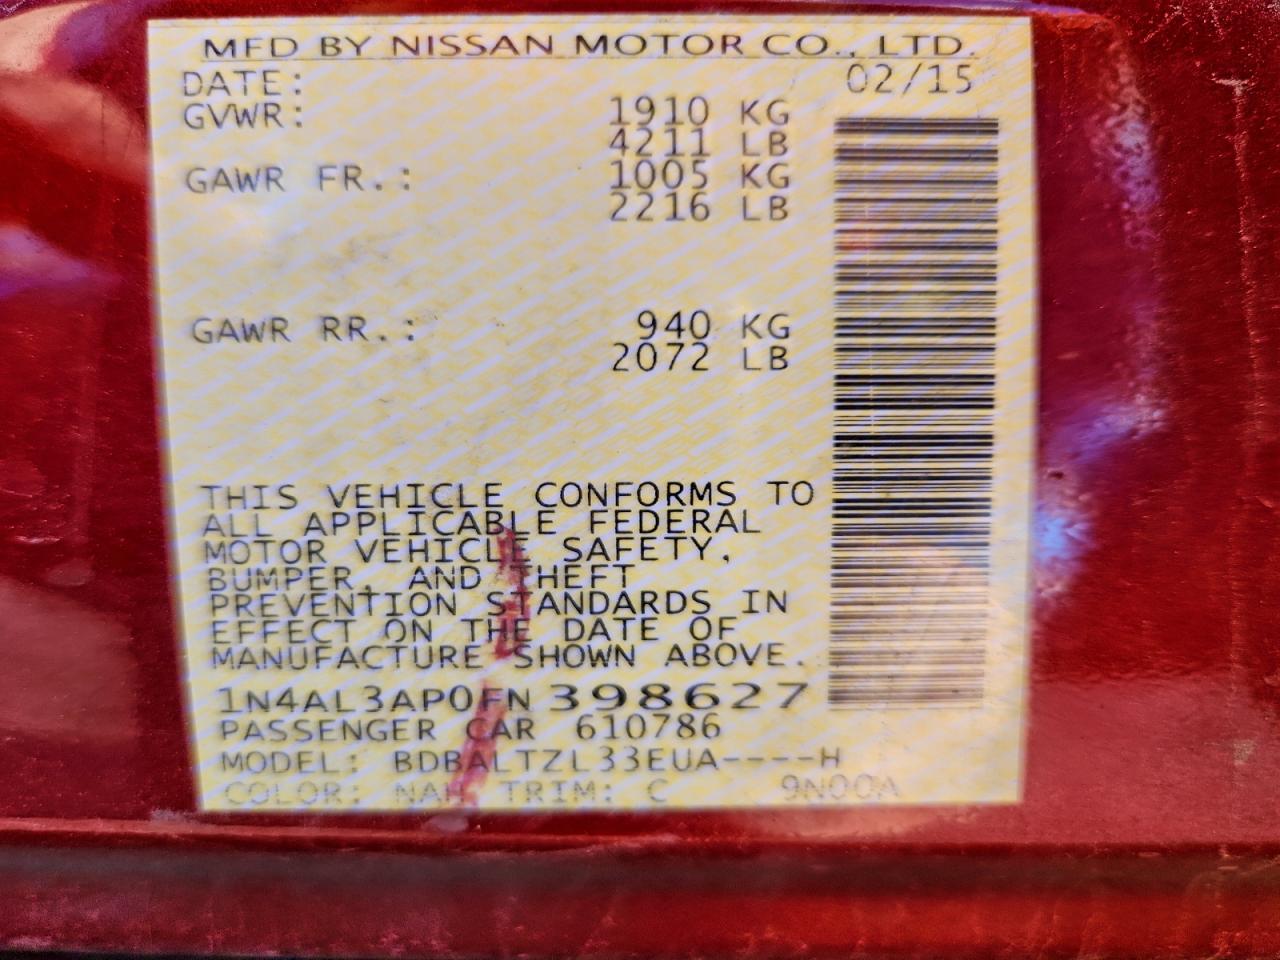 MFD BY NISSAN MOTOR CO., LTD.
DATE: 02/15
GVWR: 1910 KG
4211 LB
GAWR FR.: 1005 KG
2216 LB
GAWR RR.: 940 KG
2072 LB
THIS VEHICLE CONFORMS TO
ALL APPLICABLE FEDERAL
MOTOR VEHICLE SAFETY,
BUMPER, AND THEFT
PREVENTION STANDARDS IN
EFFECT ON THE DATE OF
MANUFACTURE SHOWN ABOVE.
1N4AL3AP0FN 398627
PASSENGER CAR 610786
MODEL: BDBALTZL33EUA----H
COLOR: NAH TRIM: C 9N00A